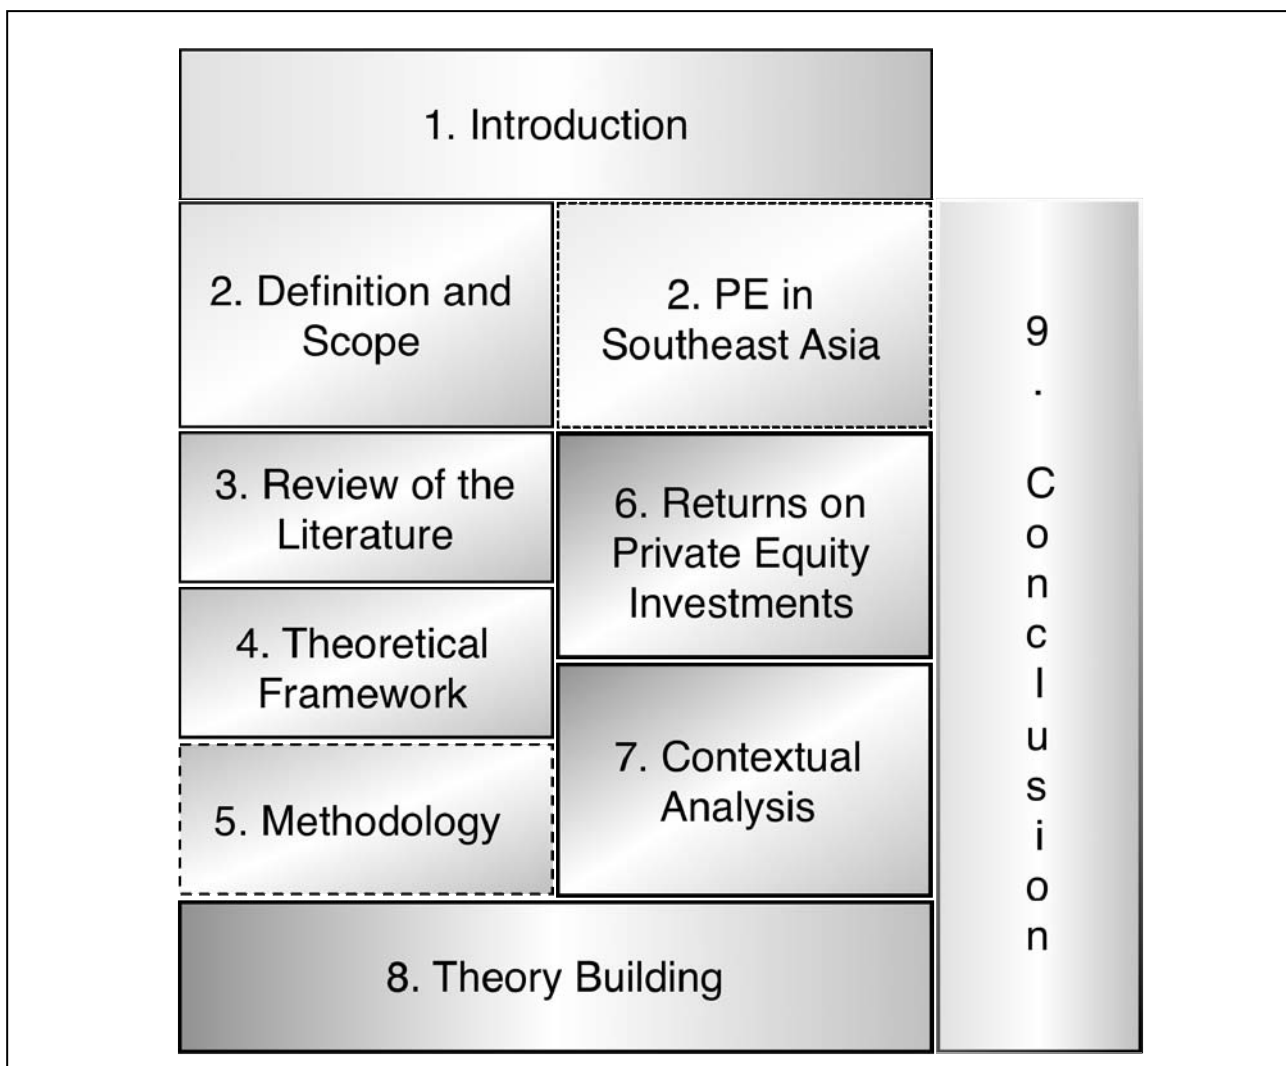 1. Introduction
2. Definition and
Scope
2. PE in
Southeast Asia
3. Review of the
Literature
4. Theoretical
Framework
5. Methodology
6. Returns on
Private Equity
Investments
7. Contextual
Analysis
8. Theory Building
9. Conclusion